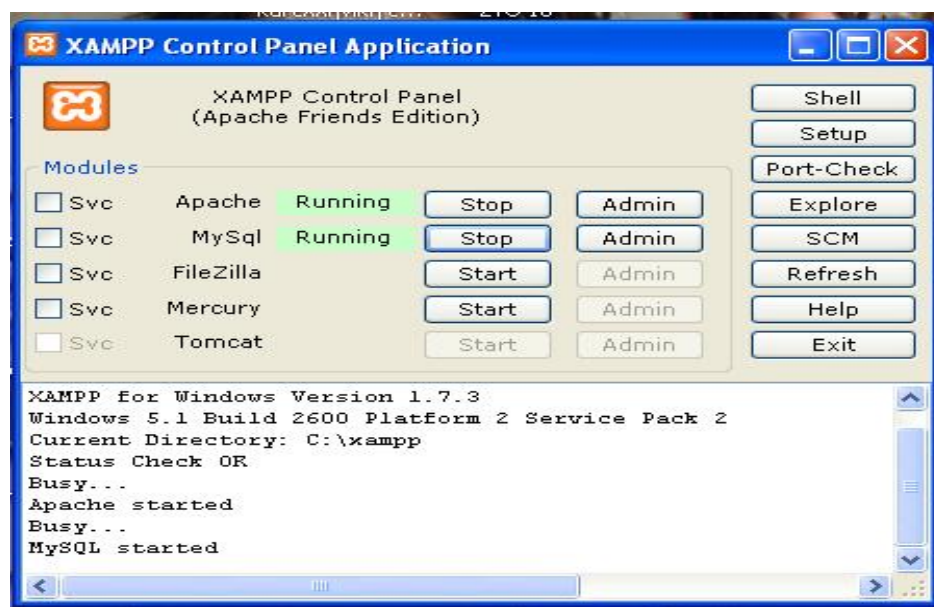 XAMPP Control Panel Application
XAMPP Control Panel
(Apache Friends Edition)
Shell
Setup
Port-Check
Explore
SCM
Refresh
Help
Exit
Modules
Svc Apache Running Stop Admin
Svc MySql Running Stop Admin
Svc FileZilla Start Admin
Svc Mercury Start Admin
Svc Tomcat Start Admin
XAMPP for Windows Version 1.7.3
Windows 5.1 Build 2600 Platform 2 Service Pack 2
Current Directory: C:\xampp
Status Check OK
Busy...
Apache started
Busy...
MySQL started